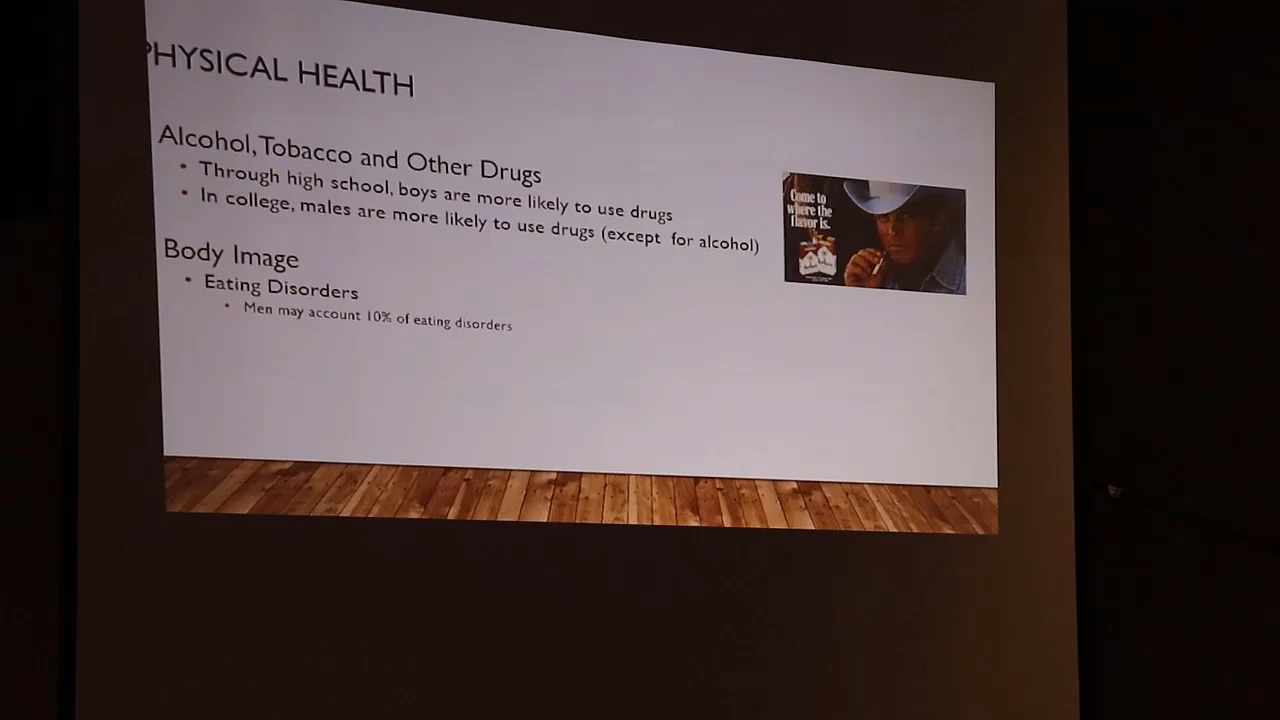 PHYSICAL HEALTH
Alcohol, Tobacco and Other Drugs
• Through high school, boys are more likely to use drugs
• In college, males are more likely to use drugs (except for alcohol)
Body Image
• Eating Disorders
• Men may account 10% of eating disorders
Come to
where the
flavor is.